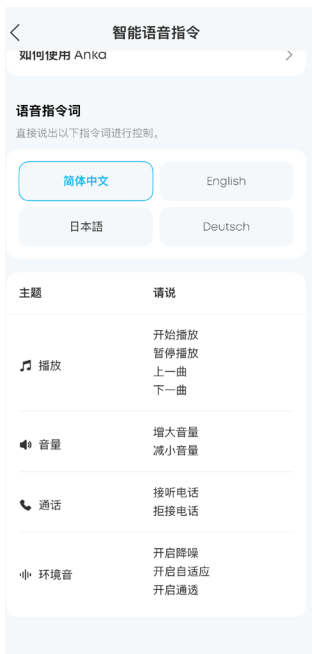 智能语音指令
如何使用 Anka
语音指令词
直接说出以下指令词进行控制。
简体中文
English
日本語
Deutsch
主题
请说
播放
开始播放
暂停播放
上一曲
下一曲
音量
增大音量
减小音量
通话
接听电话
拒接电话
环境音
开启降噪
开启自适应
开启通透